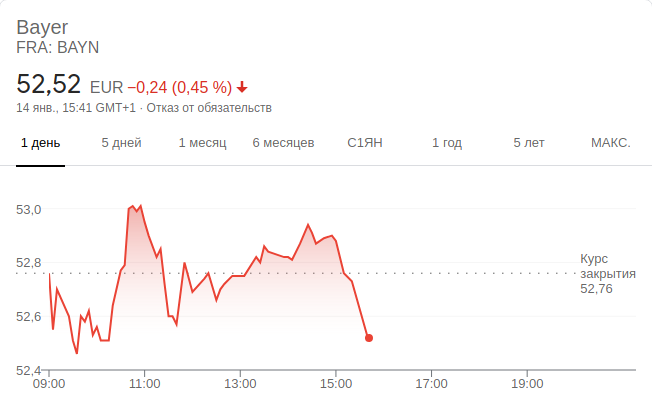 Bayer
FRA: BAYN
52,52 EUR −0,24 (0,45 %)
14 янв., 15:41 GMT+1 · Отказ от обязательств
1 день 5 дней 1 месяц 6 месяцев С1ЯН 1 год 5 лет МАКС.
53,0
52,8
Курс
закрытия
52,76
52,6
52,4
09:00 11:00 13:00 15:00 17:00 19:00